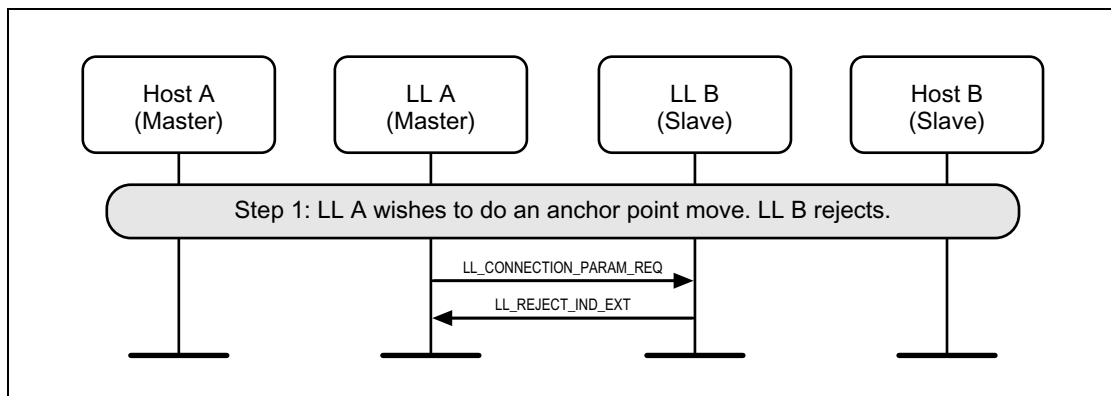 Host A
(Master)
LL A
(Master)
LL B
(Slave)
Host B
(Slave)
Step 1: LL A wishes to do an anchor point move. LL B rejects.
LL_CONNECTION_PARAM_REQ
LL_REJECT_IND_EXT